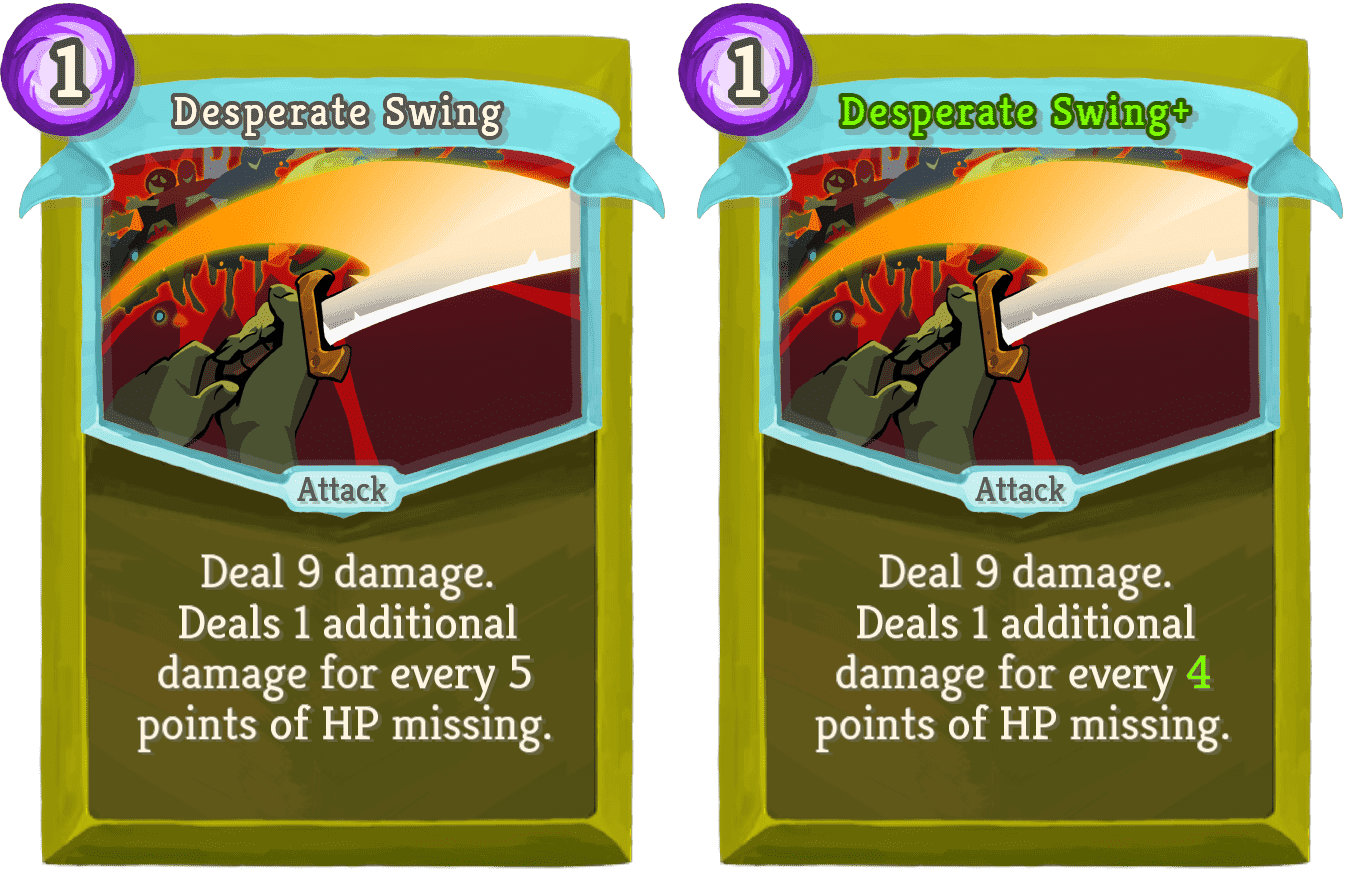 1
Desperate Swing
Attack
Deal 9 damage.
Deals 1 additional
damage for every 5
points of HP missing.
1
Desperate Swing+
Attack
Deal 9 damage.
Deals 1 additional
damage for every 4
points of HP missing.